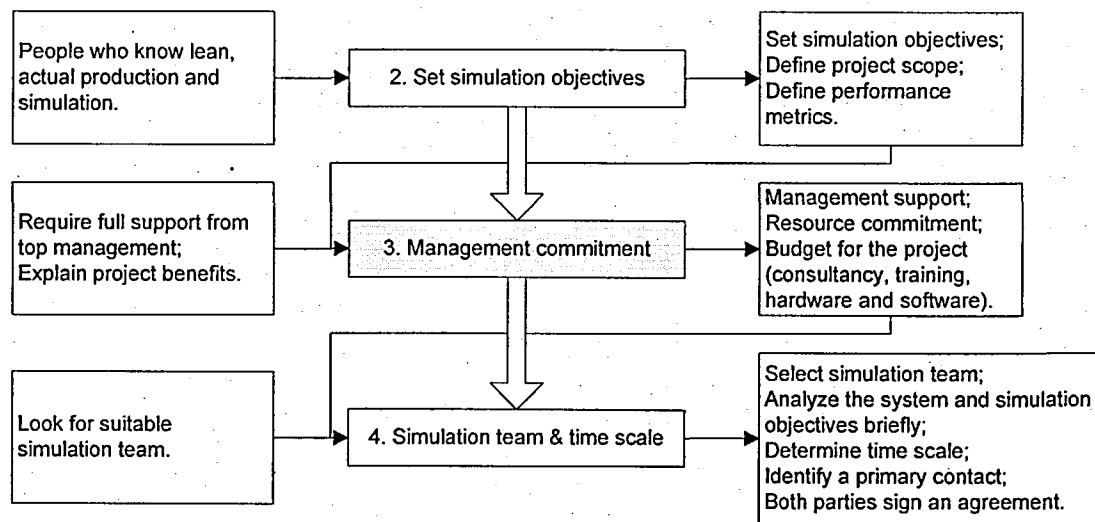 People who know lean,
actual production and
simulation.
2. Set simulation objectives
Set simulation objectives;
Define project scope;
Define performance
metrics.
Require full support from
top management;
Explain project benefits.
3. Management commitment
Management support;
Resource commitment;
Budget for the project
(consultancy, training,
hardware and software).
Look for suitable
simulation team.
4. Simulation team & time scale
Select simulation team;
Analyze the system and simulation
objectives briefly;
Determine time scale;
Identify a primary contact;
Both parties sign an agreement.